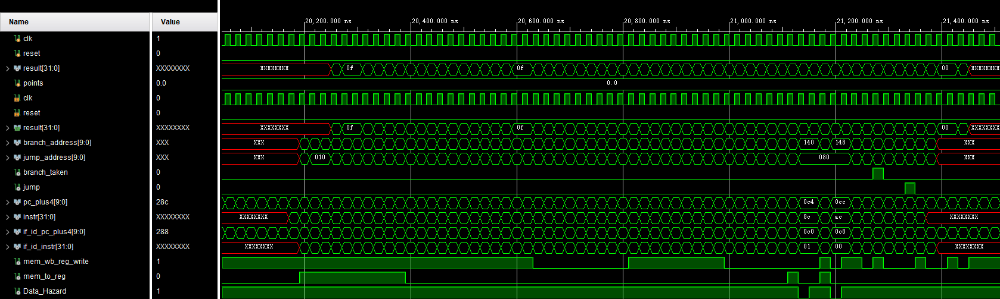 Name Value
20,200.000 ns 20,400.000 ns 20,600.000 ns 20,800.000 ns 21,000.000 ns 21,200.000 ns 21,400.000 ns
clk 1
reset 0
result[31:0] XXXXXXXX XXXXXXXX 0f 0f 00 XXXXXXXX
points 0.0 0.0
clk 0
reset 0
result[31:0] XXXXXXXX XXXXXXXX 0f 0f 00 XXXXXXXX
branch_address[9:0] XXX XXX 140 148 XXX
jump_address[9:0] XXX XXX 010 080 XXX
branch_taken 0
jump 0
pc_plus4[9:0] 28c 0c4 0cc
instr[31:0] XXXXXXXX XXXXXXXX 8c ac XXXXXXXX
if_id_pc_plus4[9:0] 288 0c0 0c8
if_id_instr[31:0] XXXXXXXX XXXXXXXX 01 00 XXXXXXXX
mem_wb_reg_write 1
mem_to_reg 0
Data_Hazard 1